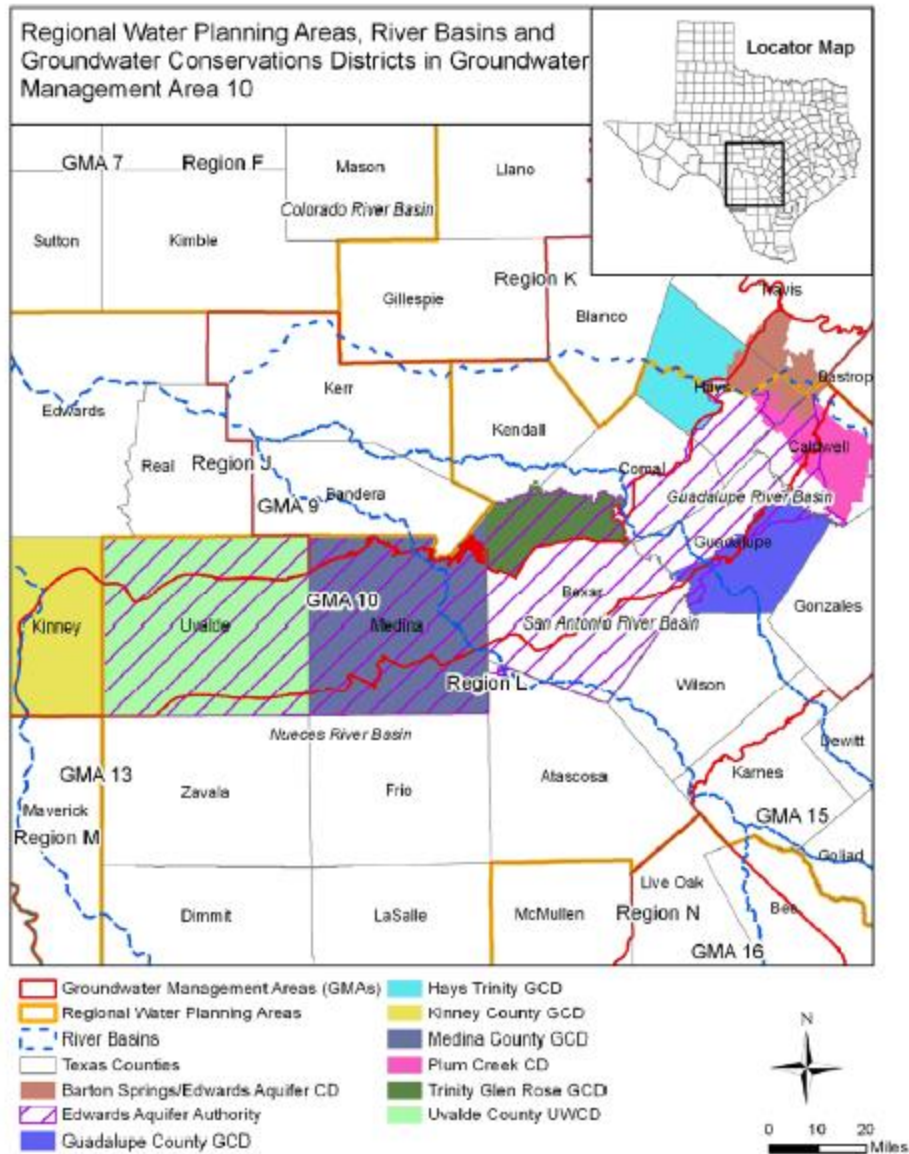 Regional Water Planning Areas, River Basins and
Groundwater Conservations Districts in Groundwater
Management Area 10
Locator Map
GMA 7
Region F
Mason
Llano
Colorado River Basin
Sutton
Kimble
Region K
Gillespie
Blanco
Travis
Hays
Bastrop
Edwards
Kerr
Kendall
Real
Region J
Comal
Caldwell
GMA 9
Bandera
Guadalupe River Basin
Guadalupe
Kinney
Uvalde
GMA 10
Medina
Bexar
San Antonio River Basin
Gonzales
Region L
Wilson
Nueces River Basin
Dewitt
GMA 13
Zavala
Frio
Atascosa
Karnes
Maverick
Region M
GMA 15
Goliad
Dimmit
LaSalle
McMullen
Live Oak
Region N
Bee
GMA 16
Groundwater Management Areas (GMAs)
Regional Water Planning Areas
River Basins
Texas Counties
Barton Springs/Edwards Aquifer CD
Edwards Aquifer Authority
Guadalupe County GCD
Hays Trinity GCD
Kinney County GCD
Medina County GCD
Plum Creek CD
Trinity Glen Rose GCD
Uvalde County UWCD
N
0 10 20
Miles